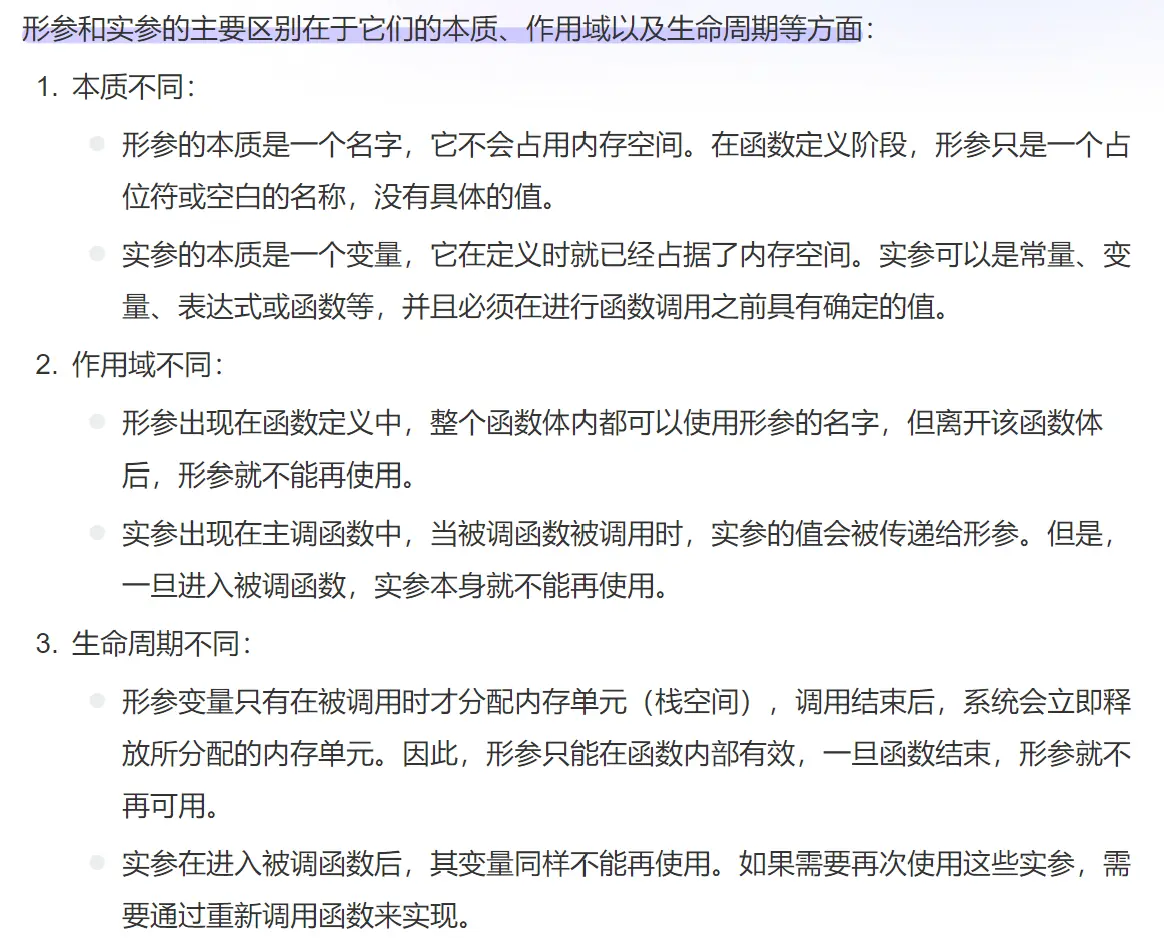 形参和实参的主要区别在于它们的本质、作用域以及生命周期等方面：
1. 本质不同：
形参的本质是一个名字，它不会占用内存空间。在函数定义阶段，形参只是一个占
位符或空白的名称，没有具体的值。
实参的本质是一个变量，它在定义时就已经占据了内存空间。实参可以是常量、变
量、表达式或函数等，并且必须在进行函数调用之前具有确定的值。
2. 作用域不同：
形参出现在函数定义中，整个函数体内都可以使用形参的名字，但离开该函数体
后，形参就不能再使用。
实参出现在主调函数中，当被调函数被调用时，实参的值会被传递给形参。但是，
一旦进入被调函数，实参本身就不能再使用。
3. 生命周期不同：
形参变量只有在被调用时才分配内存单元（栈空间），调用结束后，系统会立即释
放所分配的内存单元。因此，形参只能在函数内部有效，一旦函数结束，形参就不
再可用。
实参在进入被调函数后，其变量同样不能再使用。如果需要再次使用这些实参，需
要通过重新调用函数来实现。